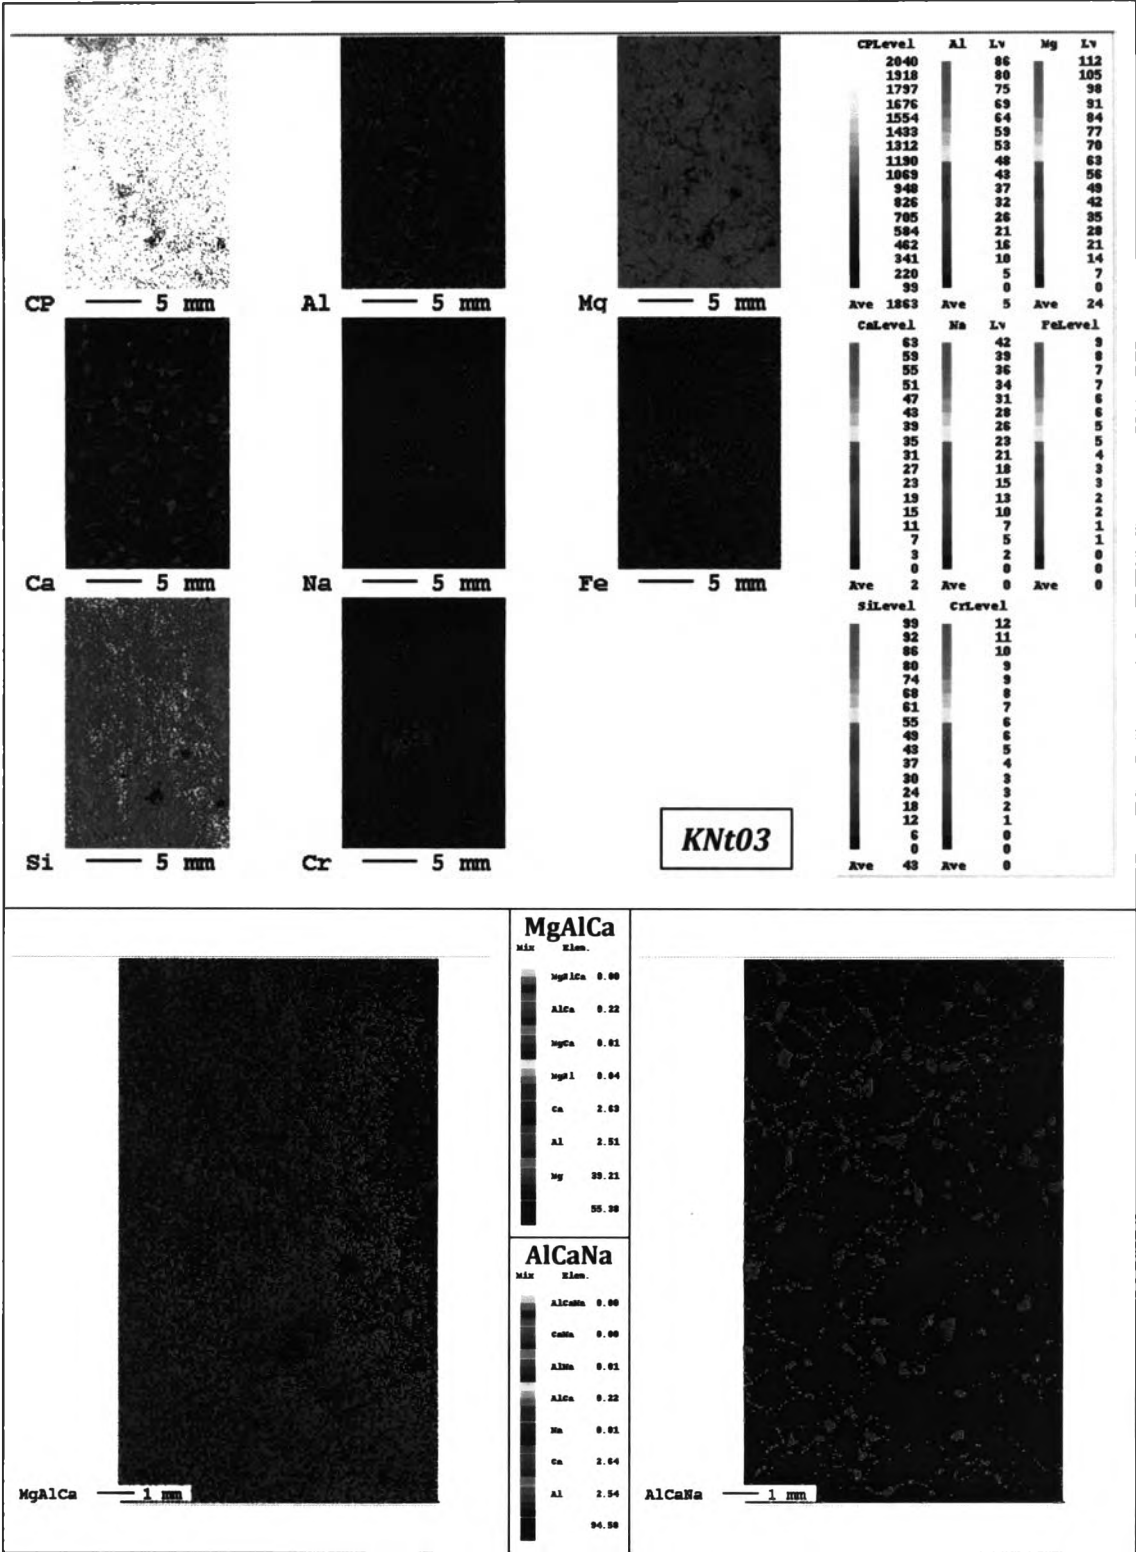 CP 5 mm
Al 5 mm
Mq 5 mm
CPLevel Al Lv Mg Lv
2040 86 112
1918 80 105
1797 75 98
1676 69 91
1554 64 84
1433 59 77
1312 53 70
1190 48 63
1069 43 56
948 37 49
826 32 42
705 26 35
584 21 28
462 16 21
341 10 14
220 5 7
99 0 0
Ave 1863 Ave 5 Ave 24
Ca 5 mm
Na 5 mm
Fe 5 mm
CaLevel Na Lv FeLevel
63 42 9
59 39 8
55 36 7
51 34 7
47 31 6
43 28 6
39 26 5
35 23 5
31 21 4
27 18 3
23 15 3
19 13 2
15 10 2
11 7 1
7 5 1
3 2 0
0 0 0
Ave 2 Ave 0 Ave 0
Si 5 mm
Cr 5 mm
KNt03
SiLevel CrLevel
99 12
92 11
86 10
80 9
74 9
68 8
61 7
55 6
49 6
43 5
37 4
30 3
24 3
18 2
12 1
6 0
0 0
Ave 43 Ave 0
MgAlCa 1 mm
MgAlCa
Mix Elem.
MgAlCa 0.00
AlCa 0.22
MgCa 0.01
MgAl 0.04
Ca 2.63
Al 2.51
Mg 39.21
55.38
AlCaNa
Mix Elem.
AlCaNa 0.00
CaNa 0.00
AlNa 0.01
AlCa 0.22
Na 0.01
Ca 2.64
Al 2.54
94.58
AlCaNa 1 mm